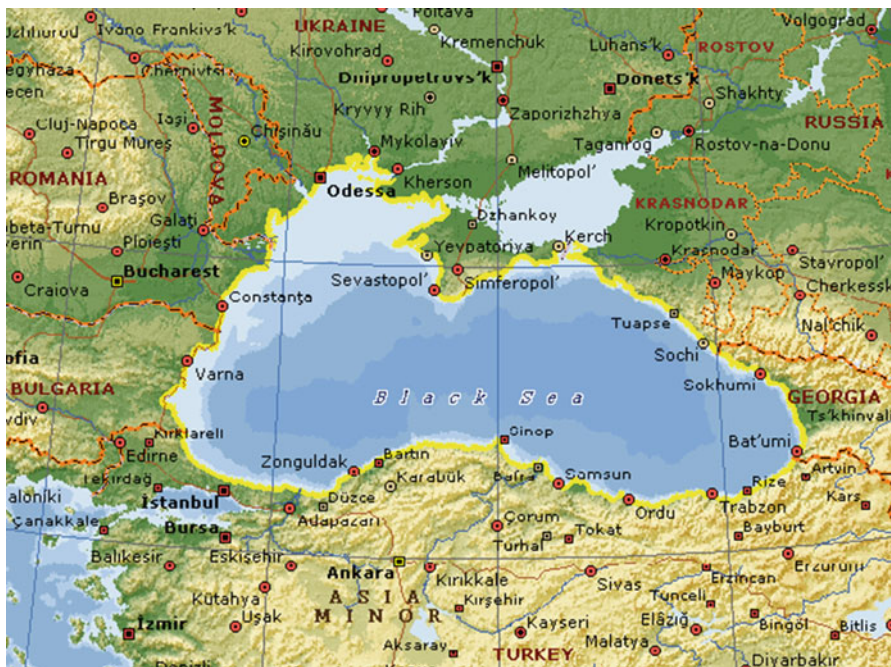 UKRAINE
Poltava
Volgograd
Uzhhorod
Ivano Frankivs'k
Kremenchuk
Kirovohrad
Luhans'k
ROSTOV
Chernivtsi
Dnipropetrovs'k
Donets'k
Kryvyy Rih
Zaporizhzhya
Shakhty
Cluj-Napoca
Iaşi
MOLDOVA
Chişinău
Taganrog
RUSSIA
Tîrgu Mureş
Mykolayiv
Rostov-na-Donu
ROMANIA
Odessa
Kherson
Melitopol'
Braşov
Dzhankoy
KRASNODAR
Kropotkin
Galaţi
Ploieşti
Yevpatoriya
Kerch
Krasnodar
Stavropol'
Bucharest
Sevastopol'
Simferopol'
Maykop
Craiova
Constanţa
Cherkessk
Tuapse
Nal'chik
Sochi
Varna
Sokhumi
BULGARIA
Black Sea
GEORGIA
Ts'khinvali
Sinop
Bat'umi
Kırklareli
Edirne
Zonguldak
Bartın
Karabük
Bafra
Samsun
Rize
Artvin
Tekirdağ
İstanbul
Düzce
Ordu
Trabzon
Kars
Çanakkale
Bursa
Adapazarı
Çorum
Turhal
Tokat
Bayburt
Balıkesir
Eskişehir
Ankara
Kırıkkale
Sivas
Erzincan
Erzurum
Kütahya
ASIA
MINOR
Kırşehir
Tunceli
İzmir
Uşak
Kayseri
Elâzığ
Bingöl
Bitlis
Aksaray
TURKEY
Malatya
Denizli
Diyarbakır